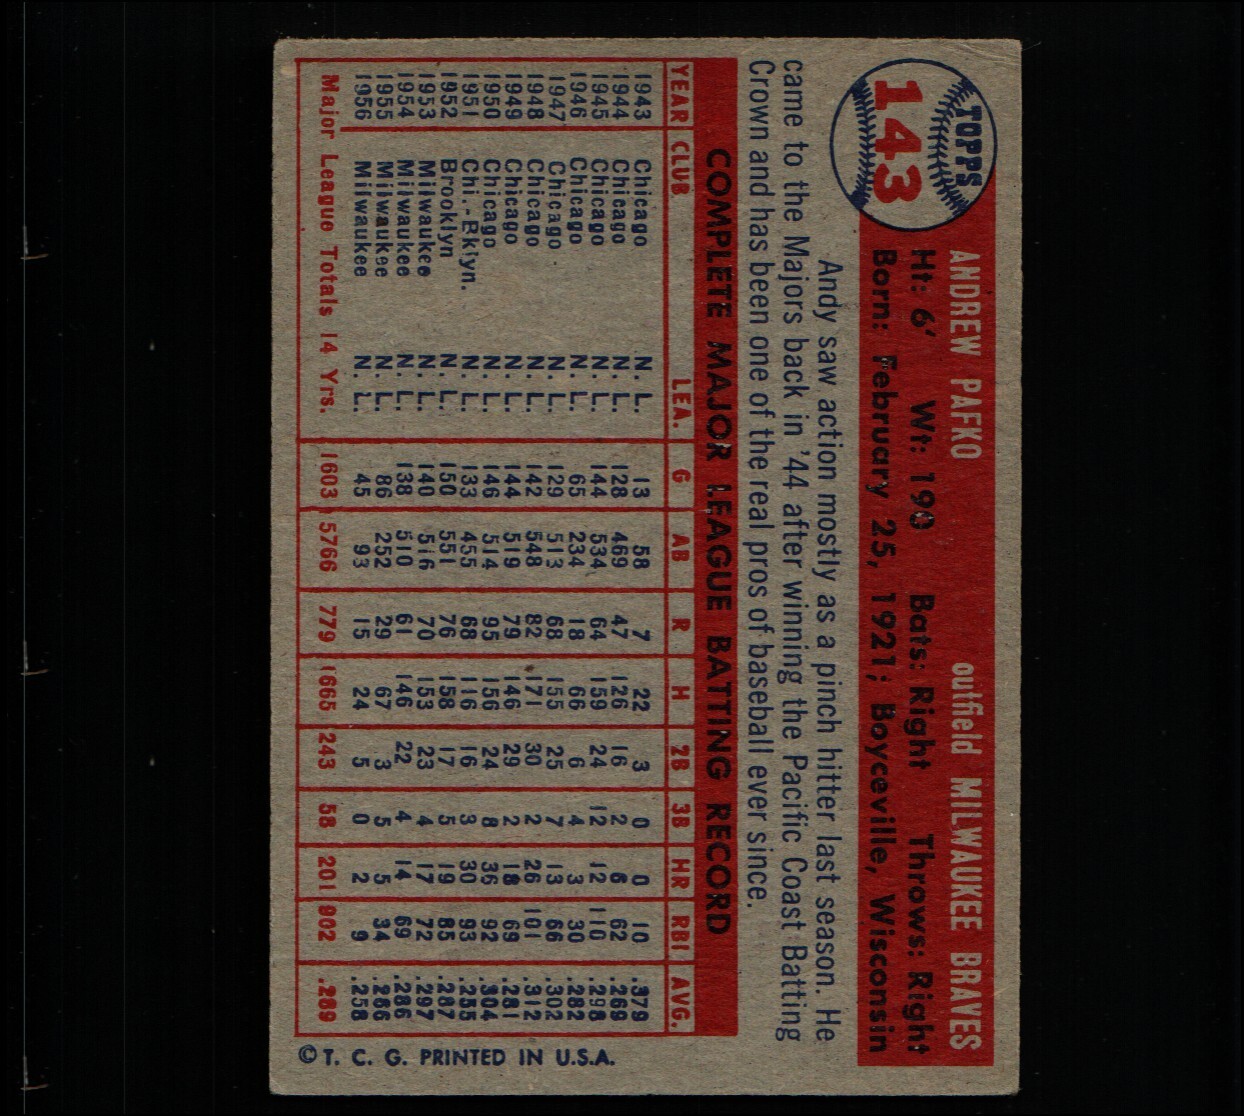 TOPPS
143
ANDREW PAFKO outfield MILWAUKEE BRAVES
Ht: 6' Wt: 190 Bats: Right Throws: Right
Born: February 25, 1921; Boyceville, Wisconsin
Andy saw action mostly as a pinch hitter last season. He
came to the Majors back in '44 after winning the Pacific Coast Batting
Crown and has been one of the real pros of baseball ever since.
COMPLETE MAJOR LEAGUE BATTING RECORD
YEAR CLUB LEA. G AB R H 2B 3B HR RBI AVG.
1943 Chicago N. L. 13 58 7 22 3 0 0 10 .379
1944 Chicago N. L. 128 469 47 126 16 2 6 62 .269
1945 Chicago N. L. 144 534 64 159 24 12 12 110 .298
1946 Chicago N. L. 65 234 18 66 6 4 3 30 .282
1947 Chicago N. L. 129 513 68 155 25 7 13 66 .302
1948 Chicago N. L. 142 548 82 171 30 2 26 101 .312
1949 Chicago N. L. 144 519 79 146 29 2 18 69 .281
1950 Chicago N. L. 146 514 95 156 24 8 36 92 .304
1951 Chi.-Bklyn. N. L. 133 455 68 116 16 3 30 93 .255
1952 Brooklyn N. L. 150 551 76 158 17 5 19 85 .287
1953 Milwaukee N. L. 140 516 70 153 23 4 17 72 .297
1954 Milwaukee N. L. 138 510 61 146 22 4 14 69 .286
1955 Milwaukee N. L. 86 252 29 67 3 5 5 34 .266
1956 Milwaukee N. L. 45 93 15 24 5 0 2 9 .258
Major League Totals 14 Yrs. 1603 5766 779 1665 243 58 201 902 .289
© T. C. G. PRINTED IN U.S.A.